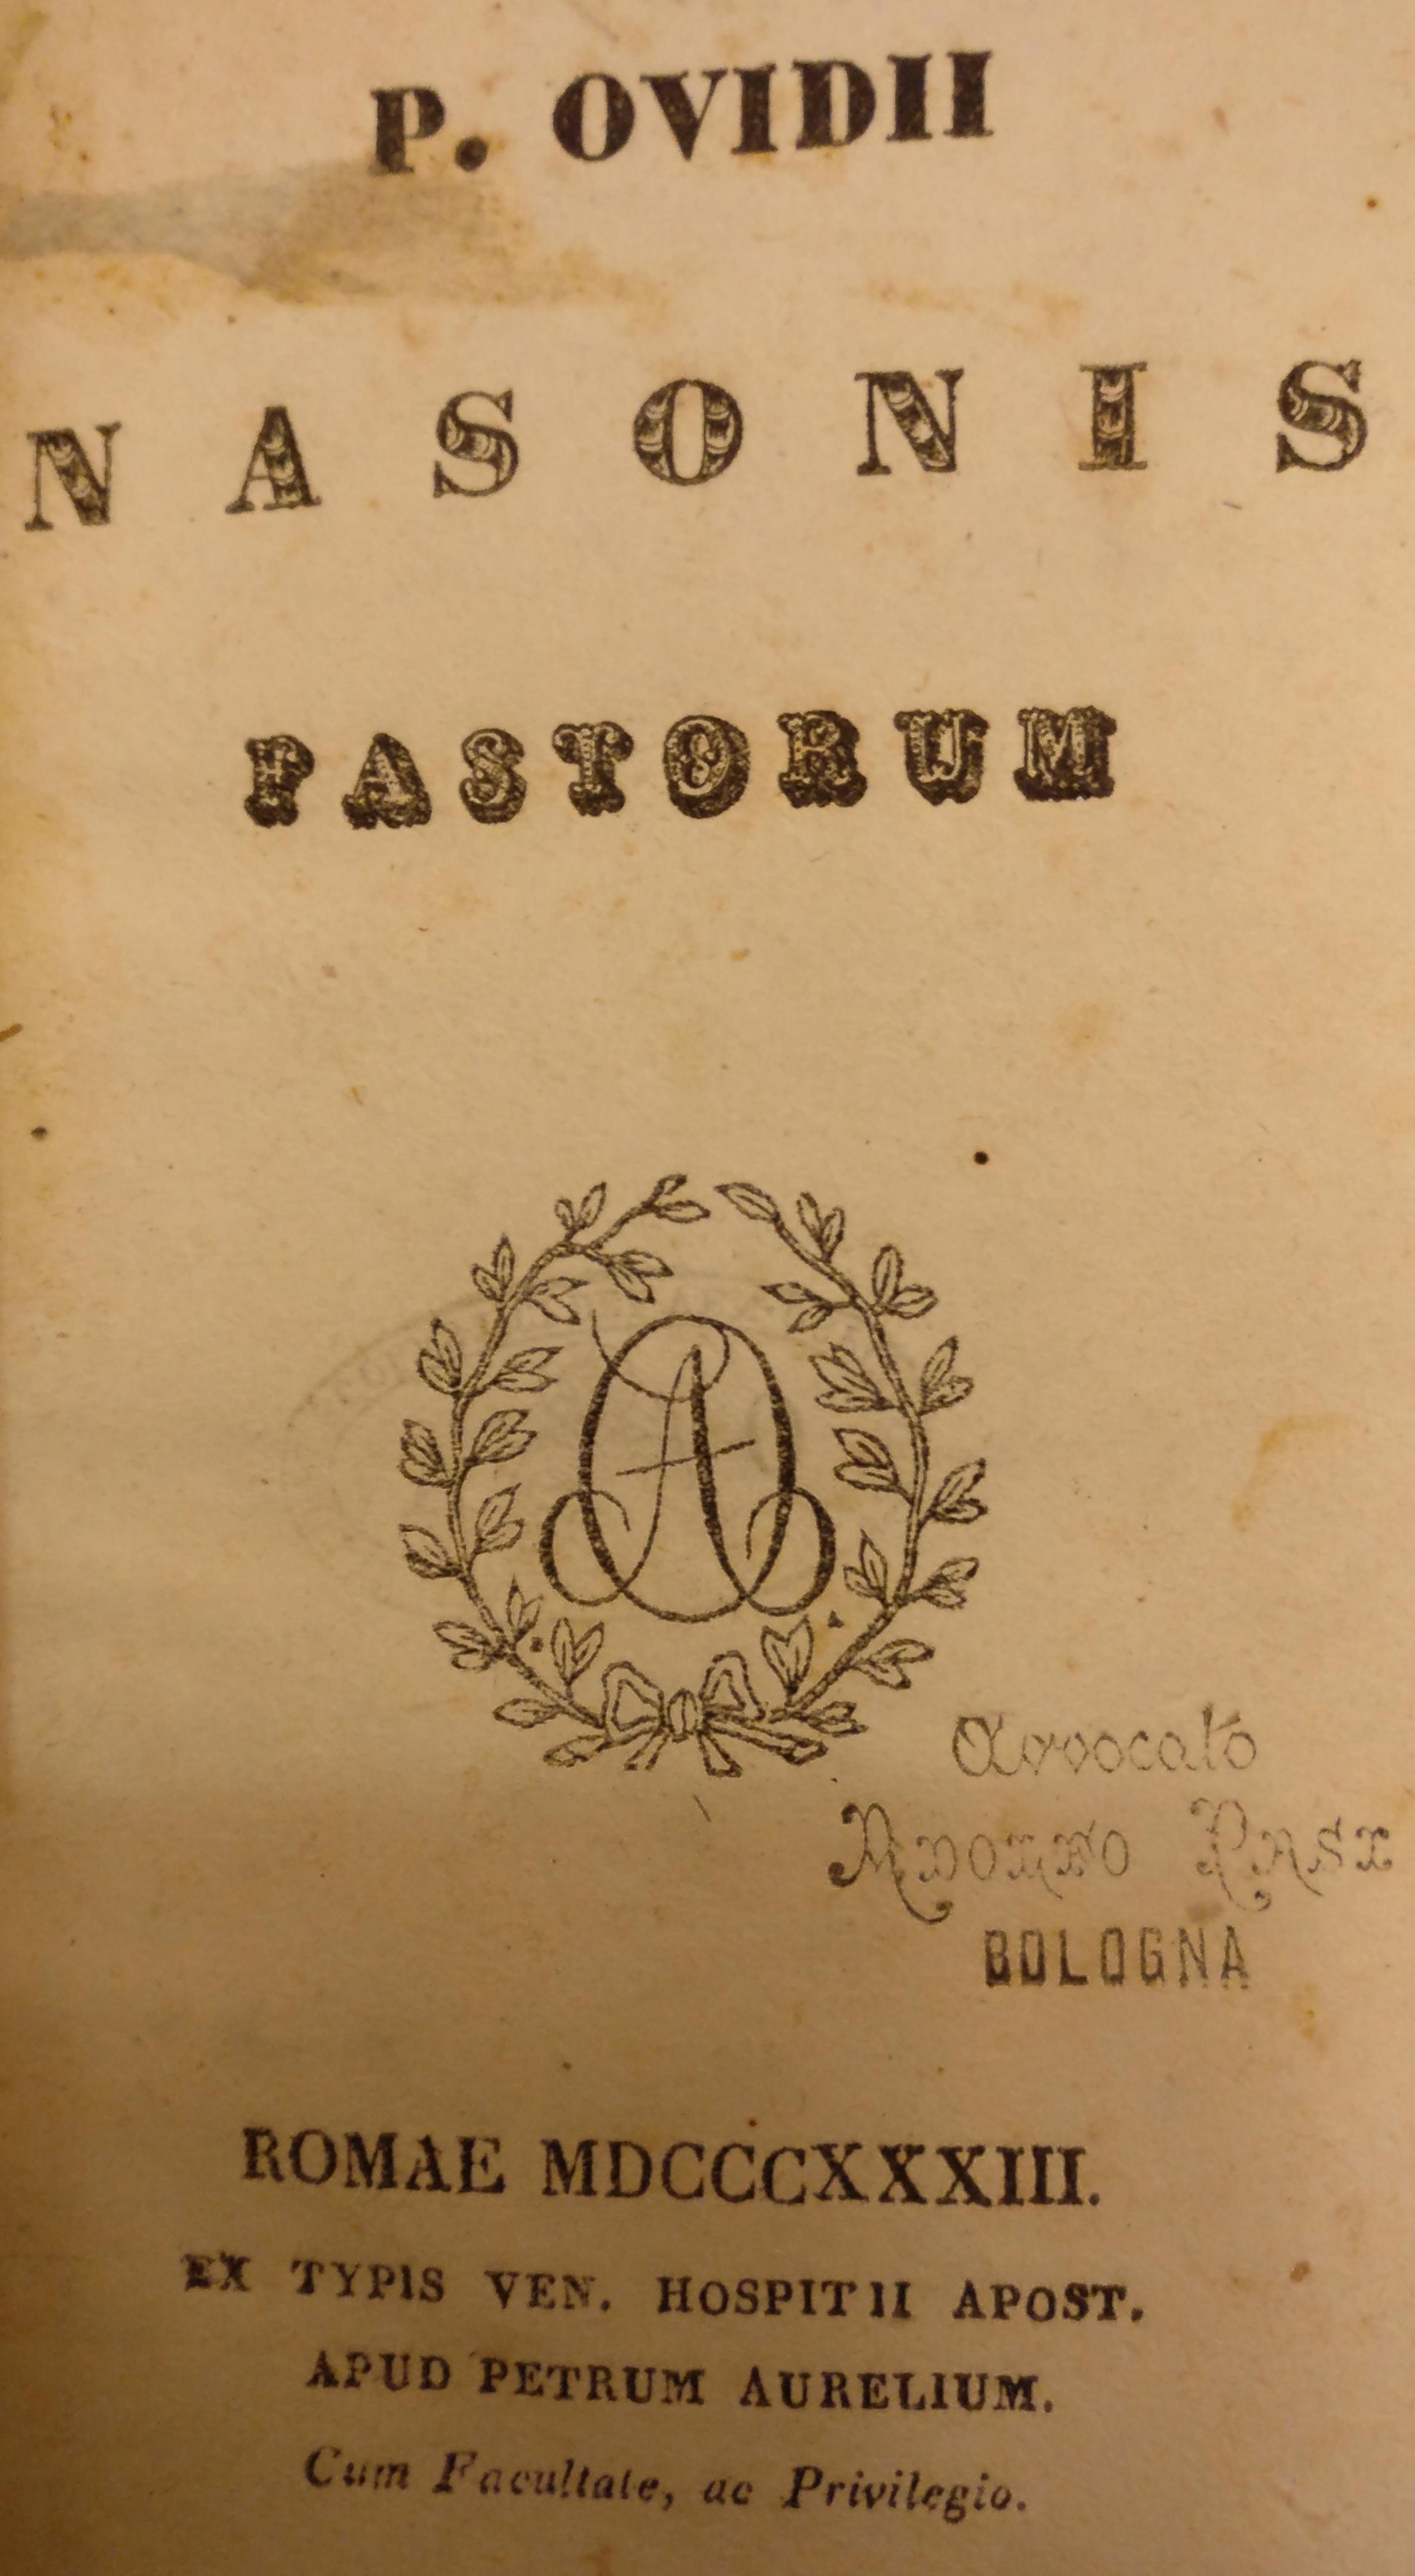 P. OVIDII
NASONIS
FASTORUM
A
Avvocato
BOLOGNA
ROMAE MDCCCXXXIII.
EX TYPIS VEN. HOSPITII APOST.
APUD PETRUM AURELIUM.
Cum Facultate, ac Privilegio.